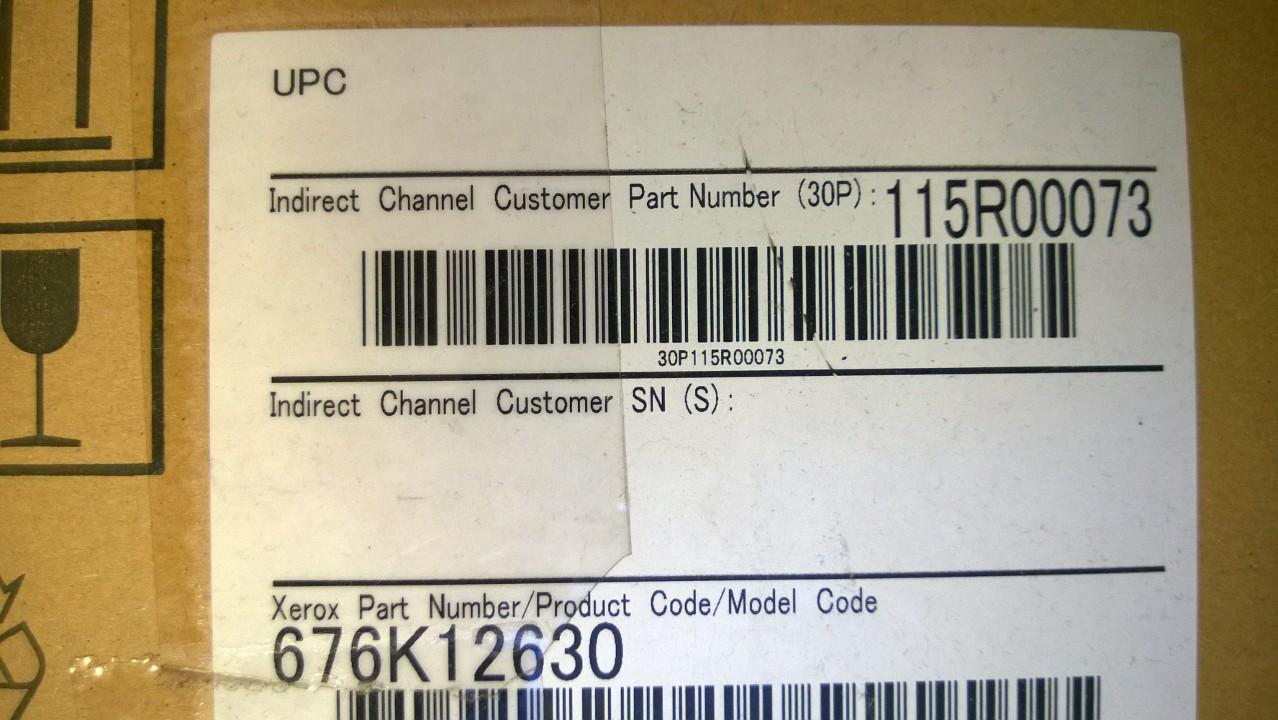 UPC
Indirect Channel Customer Part Number (30P): 115R00073
30P115R00073
Indirect Channel Customer SN (S):
Xerox Part Number/Product Code/Model Code
676K12630